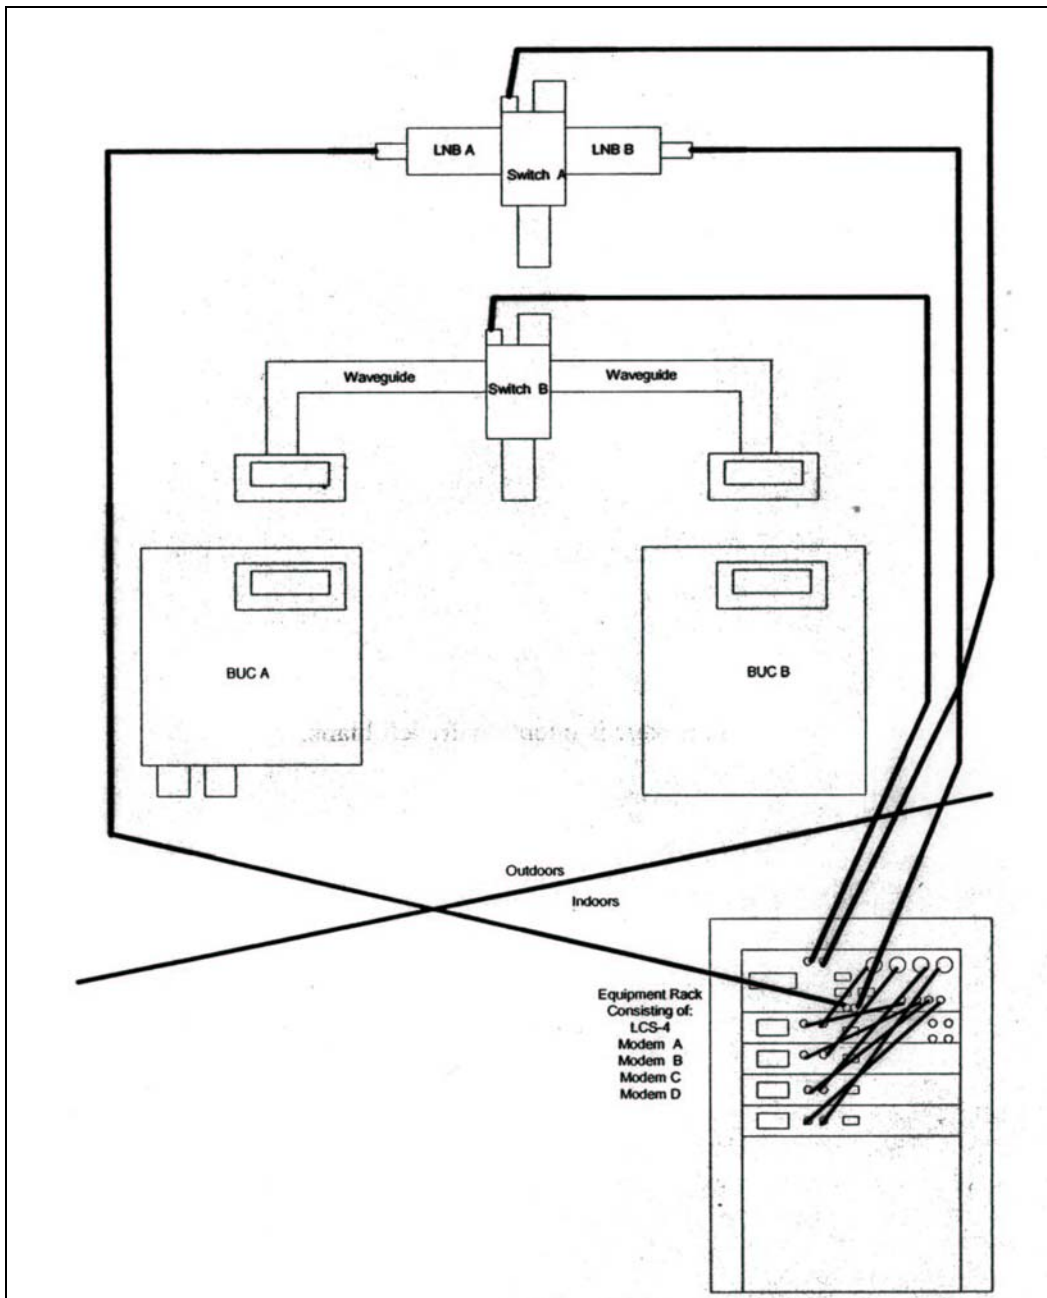 LNB A
LNB B
Switch A
Waveguide
Waveguide
Switch B
BUC A
BUC B
Outdoors
Indoors
Equipment Rack
Consisting of:
LCS-4
Modem A
Modem B
Modem C
Modem D